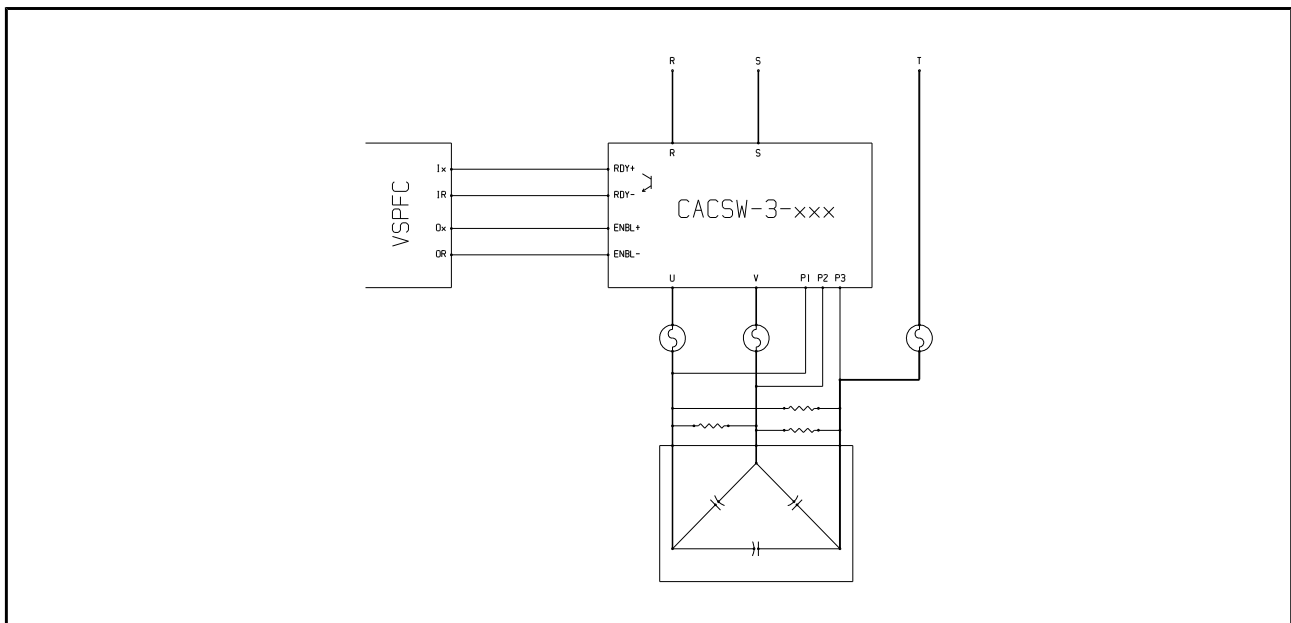 R S T
R S
Ix RDY+
IR RDY-
VSPFC CACSW-3-xxx
Ox ENBL+
OR ENBL-
U V P1 P2 P3